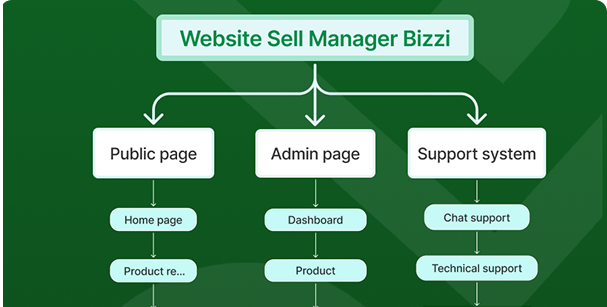 Website Sell Manager Bizzi
Public page
Admin page
Support system
Home page
Dashboard
Chat support
Product re...
Product
Technical support